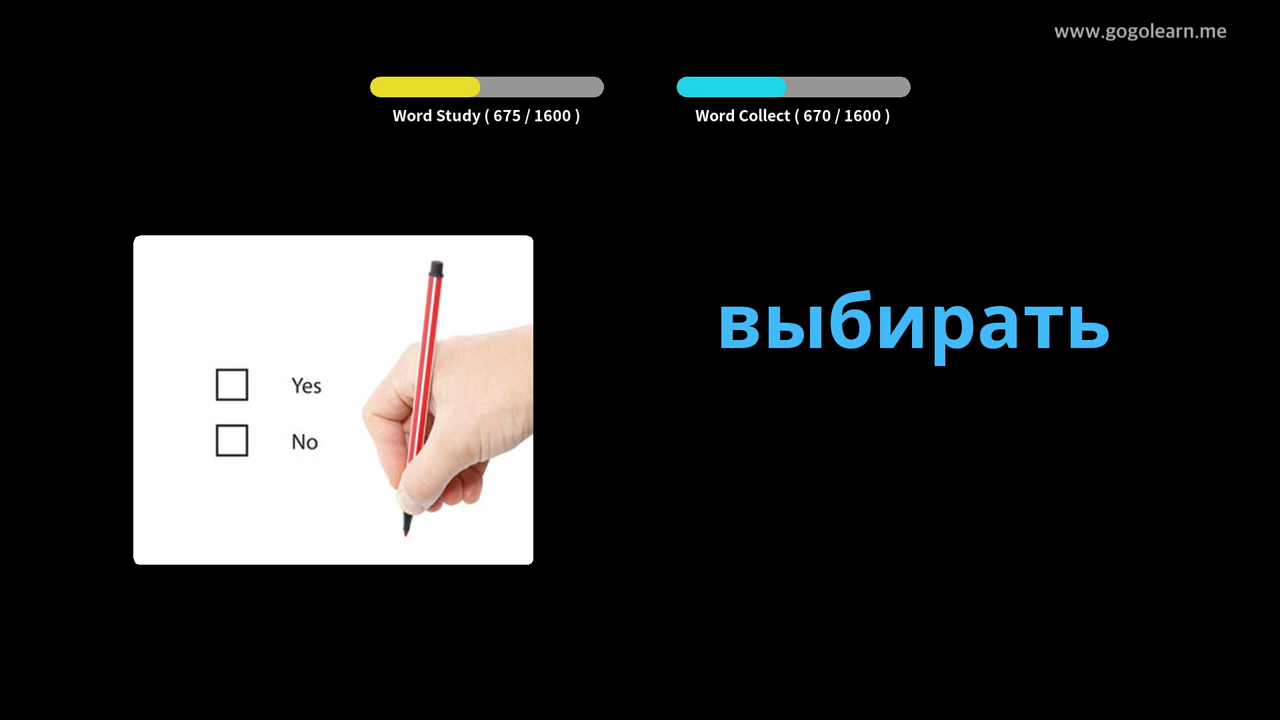 www.gogolearn.me
Word Study ( 675 / 1600 )
Word Collect ( 670 / 1600 )
выбирать
Yes
No